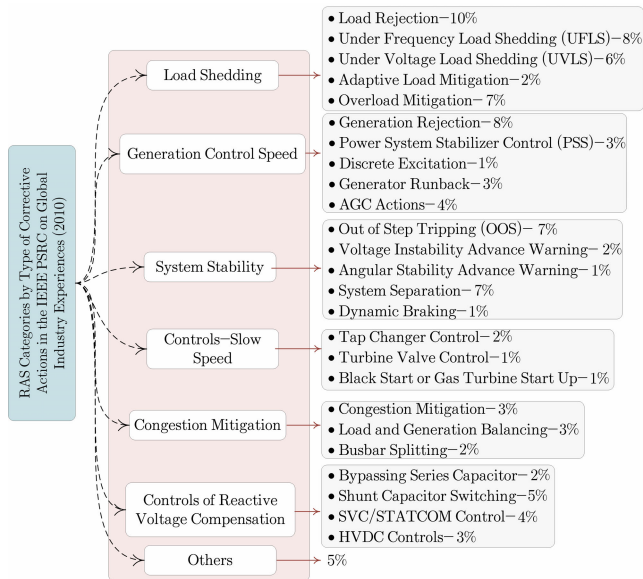 RAS Categories by Type of Corrective
Actions in the IEEE PSRC on Global
Industry Experiences (2010)
Load Shedding
• Load Rejection–10%
• Under Frequency Load Shedding (UFLS)–8%
• Under Voltage Load Shedding (UVLS)–6%
• Adaptive Load Mitigation–2%
• Overload Mitigation– 7%
Generation Control Speed
• Generation Rejection–8%
• Power System Stabilizer Control (PSS)–3%
• Discrete Excitation–1%
• Generator Runback–3%
• AGC Actions–4%
System Stability
• Out of Step Tripping (OOS)– 7%
• Voltage Instability Advance Warning– 2%
• Angular Stability Advance Warning–1%
• System Separation–7%
• Dynamic Braking–1%
Controls–Slow
Speed
• Tap Changer Control–2%
• Turbine Valve Control–1%
• Black Start or Gas Turbine Start Up–1%
Congestion Mitigation
• Congestion Mitigation–3%
• Load and Generation Balancing–3%
• Busbar Splitting–2%
Controls of Reactive
Voltage Compensation
• Bypassing Series Capacitor–2%
• Shunt Capacitor Switching–5%
• SVC/STATCOM Control–4%
• HVDC Controls–3%
Others
5%